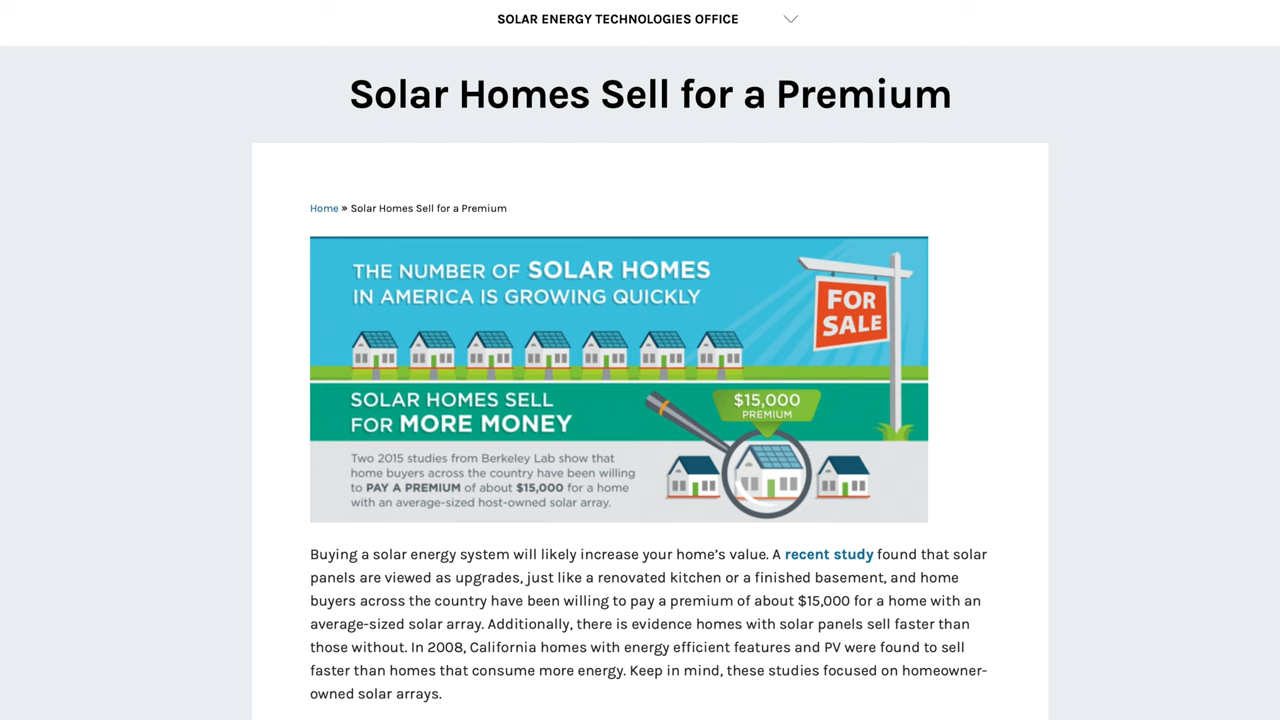 SOLAR ENERGY TECHNOLOGIES OFFICE
Solar Homes Sell for a Premium
Home » Solar Homes Sell for a Premium
THE NUMBER OF SOLAR HOMES
IN AMERICA IS GROWING QUICKLY
FOR
SALE
SOLAR HOMES SELL
FOR MORE MONEY
$15,000
PREMIUM
Two 2015 studies from Berkeley Lab show that
home buyers across the country have been willing
to PAY A PREMIUM of about $15,000 for a home
with an average-sized host-owned solar array.
Buying a solar energy system will likely increase your home’s value. A recent study found that solar
panels are viewed as upgrades, just like a renovated kitchen or a finished basement, and home
buyers across the country have been willing to pay a premium of about $15,000 for a home with an
average-sized solar array. Additionally, there is evidence homes with solar panels sell faster than
those without. In 2008, California homes with energy efficient features and PV were found to sell
faster than homes that consume more energy. Keep in mind, these studies focused on homeowner-
owned solar arrays.